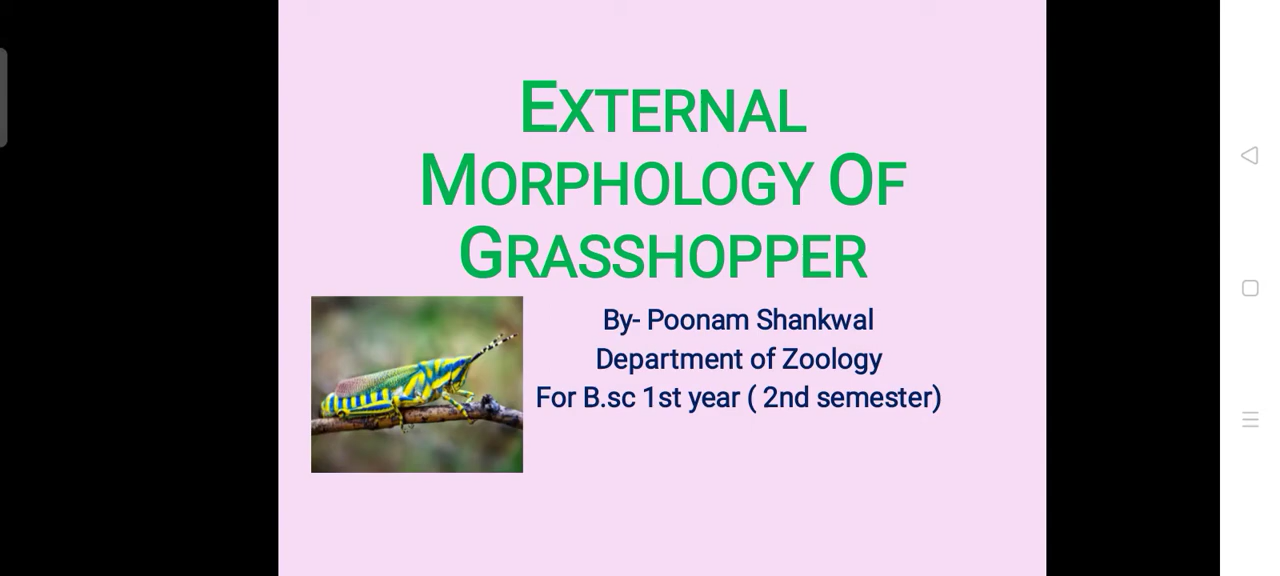 EXTERNAL
MORPHOLOGY OF
GRASSHOPPER
By- Poonam Shankwal
Department of Zoology
For B.sc 1st year ( 2nd semester)